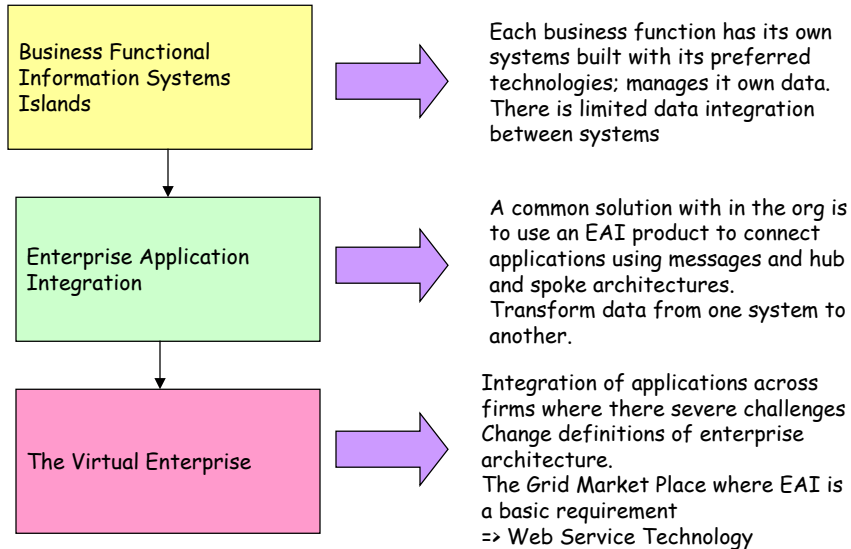 Business Functional
Information Systems
Islands
Each business function has its own
systems built with its preferred
technologies; manages it own data.
There is limited data integration
between systems
Enterprise Application
Integration
A common solution with in the org is
to use an EAI product to connect
applications using messages and hub
and spoke architectures.
Transform data from one system to
another.
The Virtual Enterprise
Integration of applications across
firms where there severe challenges
Change definitions of enterprise
architecture.
The Grid Market Place where EAI is
a basic requirement
=> Web Service Technology